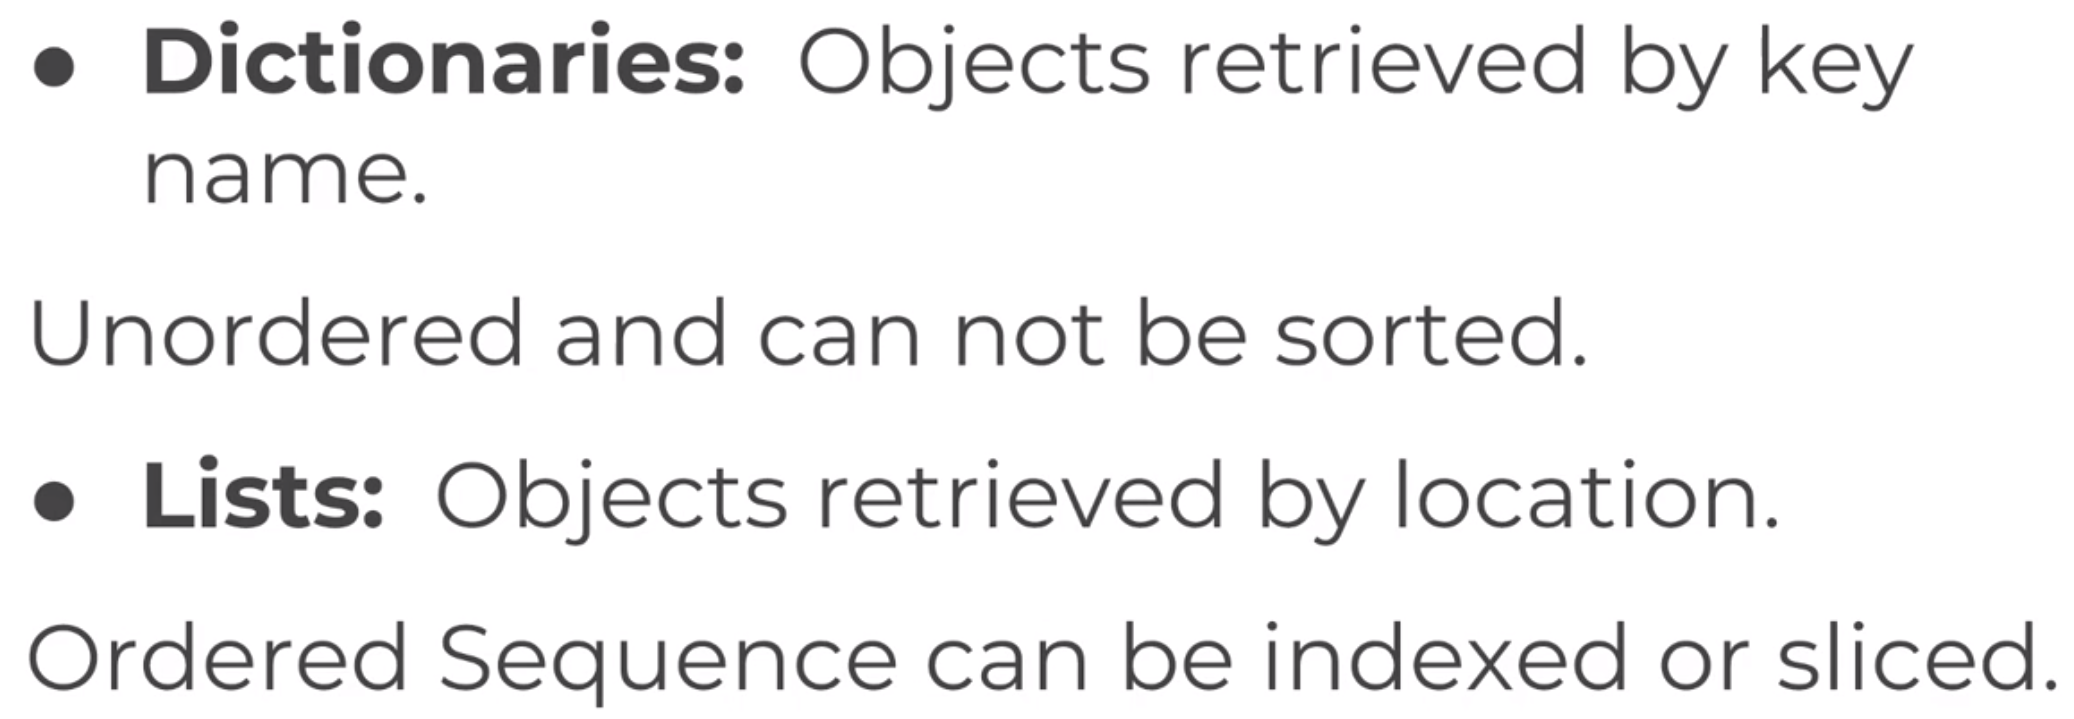 ● Dictionaries: Objects retrieved by key
name.
Unordered and can not be sorted.
● Lists: Objects retrieved by location.
Ordered Sequence can be indexed or sliced.